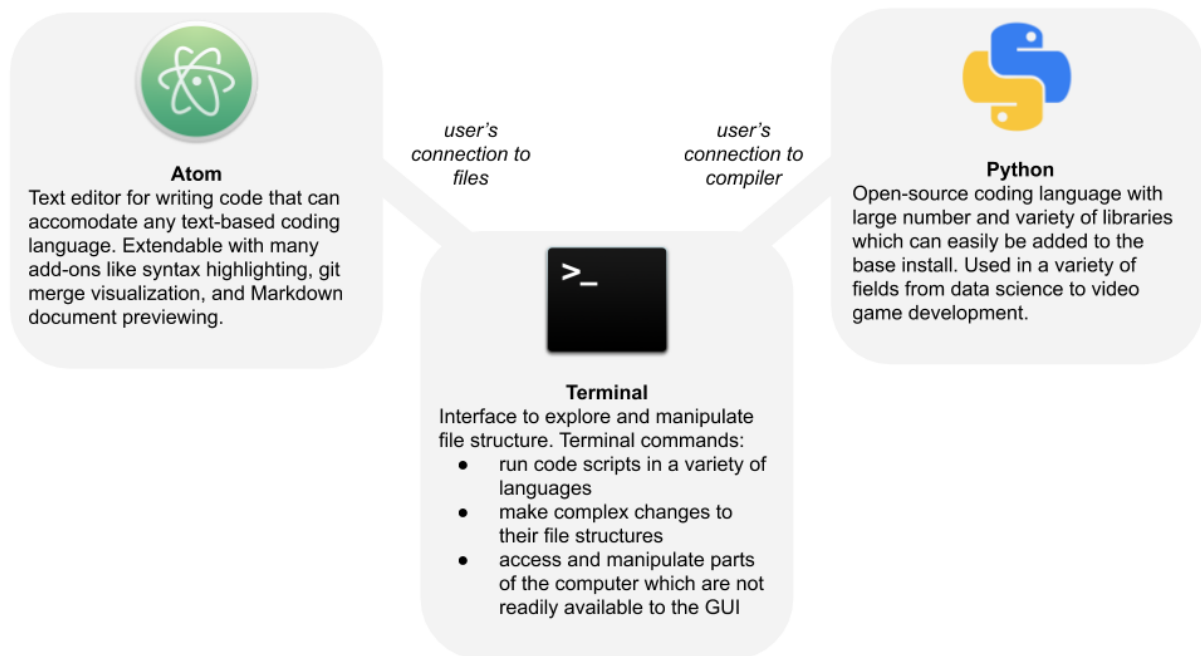 Atom
Text editor for writing code that can
accomodate any text-based coding
language. Extendable with many
add-ons like syntax highlighting, git
merge visualization, and Markdown
document previewing.
user's
connection to
files
user's
connection to
compiler
Python
Open-source coding language with
large number and variety of libraries
which can easily be added to the
base install. Used in a variety of
fields from data science to video
game development.
>_
Terminal
Interface to explore and manipulate
file structure. Terminal commands:
● run code scripts in a variety of
languages
● make complex changes to
their file structures
● access and manipulate parts
of the computer which are not
readily available to the GUI